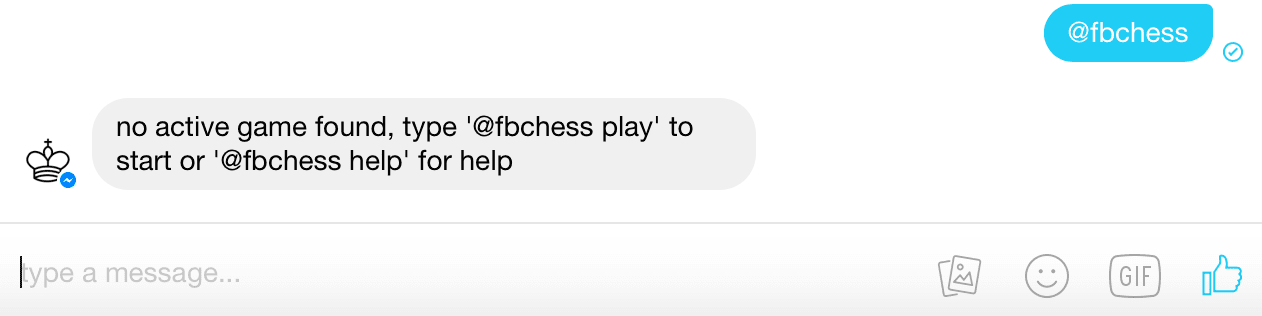 @fbchess
no active game found, type '@fbchess play' to
start or '@fbchess help' for help
type a message...
GIF